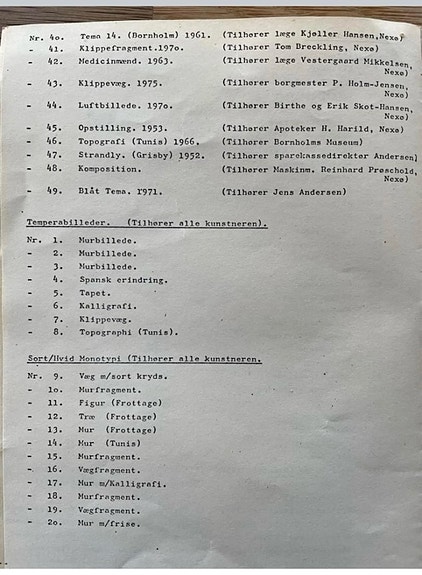 Nr. 4o. Tema 14. (Bornholm) 1961. (Tilhører læge Kjøller Hansen,Nexø)
- 41. Klippefragment.197o. (Tilhører Tom Breckling, Nexø)
- 42. Medicinmænd. 1963. (Tilhører læge Vestergaard Mikkelsen,
Nexø)
- 43. Klippevæg. 1975. (Tilhører borgmester P. Holm-Jensen,
Nexø)
- 44. Luftbillede. 197o. (Tilhører Birthe og Erik Skot-Hansen,
Nexø)
- 45. Opstilling. 1953. (Tilhører Apoteker H. Harild, Nexø)
- 46. Topografi (Tunis) 1966. (Tilhører Bornholms Museum)
- 47. Strandly. (Grisby) 1952. (Tilhører sparekassedirektør Andersen)
- 48. Komposition. (Tilhører Maskinm. Reinhard Prøschold,
Nexø)
- 49. Blåt Tema. 1971. (Tilhører Jens Andersen)
Temperabilleder. (Tilhører alle kunstneren).
Nr. 1. Murbillede.
- 2. Murbillede.
- 3. Murbillede.
- 4. Spansk erindring.
- 5. Tapet.
- 6. Kalligrafi.
- 7. Klippevæg.
- 8. Topographi (Tunis).
Sort/Hvid Monotypi (Tilhører alle kunstneren.
Nr. 9. Væg m/sort kryds.
- 1o. Murfragment.
- 11. Figur (Frottage)
- 12. Træ (Frottage)
- 13. Mur (Frottage)
- 14. Mur (Tunis)
- 15. Murfragment.
- 16. Vægfragment.
- 17. Mur m/Kalligrafi.
- 18. Murfragment.
- 19. Vægfragment.
- 2o. Mur m/frise.